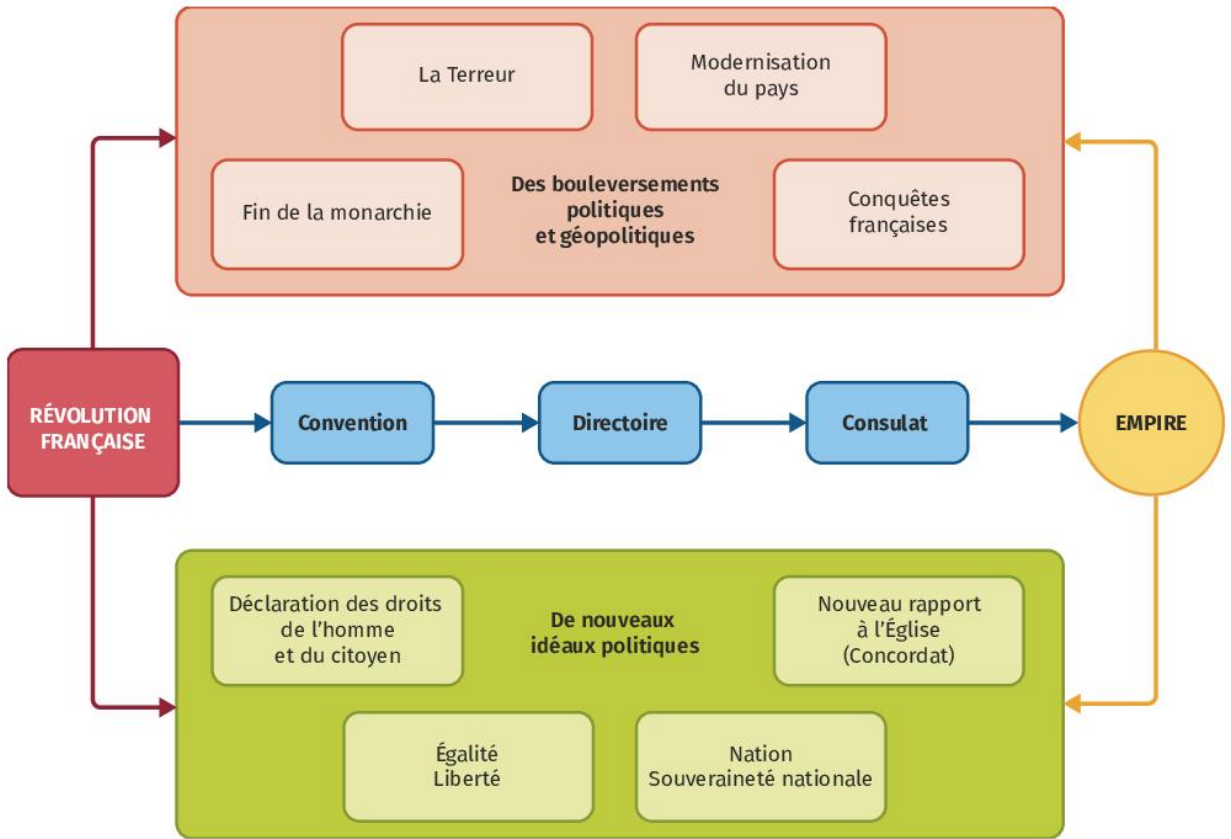 La Terreur
Modernisation
du pays
Fin de la monarchie
Des bouleversements
politiques
et géopolitiques
Conquêtes
françaises
RÉVOLUTION
FRANÇAISE
Convention
Directoire
Consulat
EMPIRE
Déclaration des droits
de l’homme
et du citoyen
De nouveaux
idéaux politiques
Nouveau rapport
à l’Église
(Concordat)
Égalité
Liberté
Nation
Souveraineté nationale